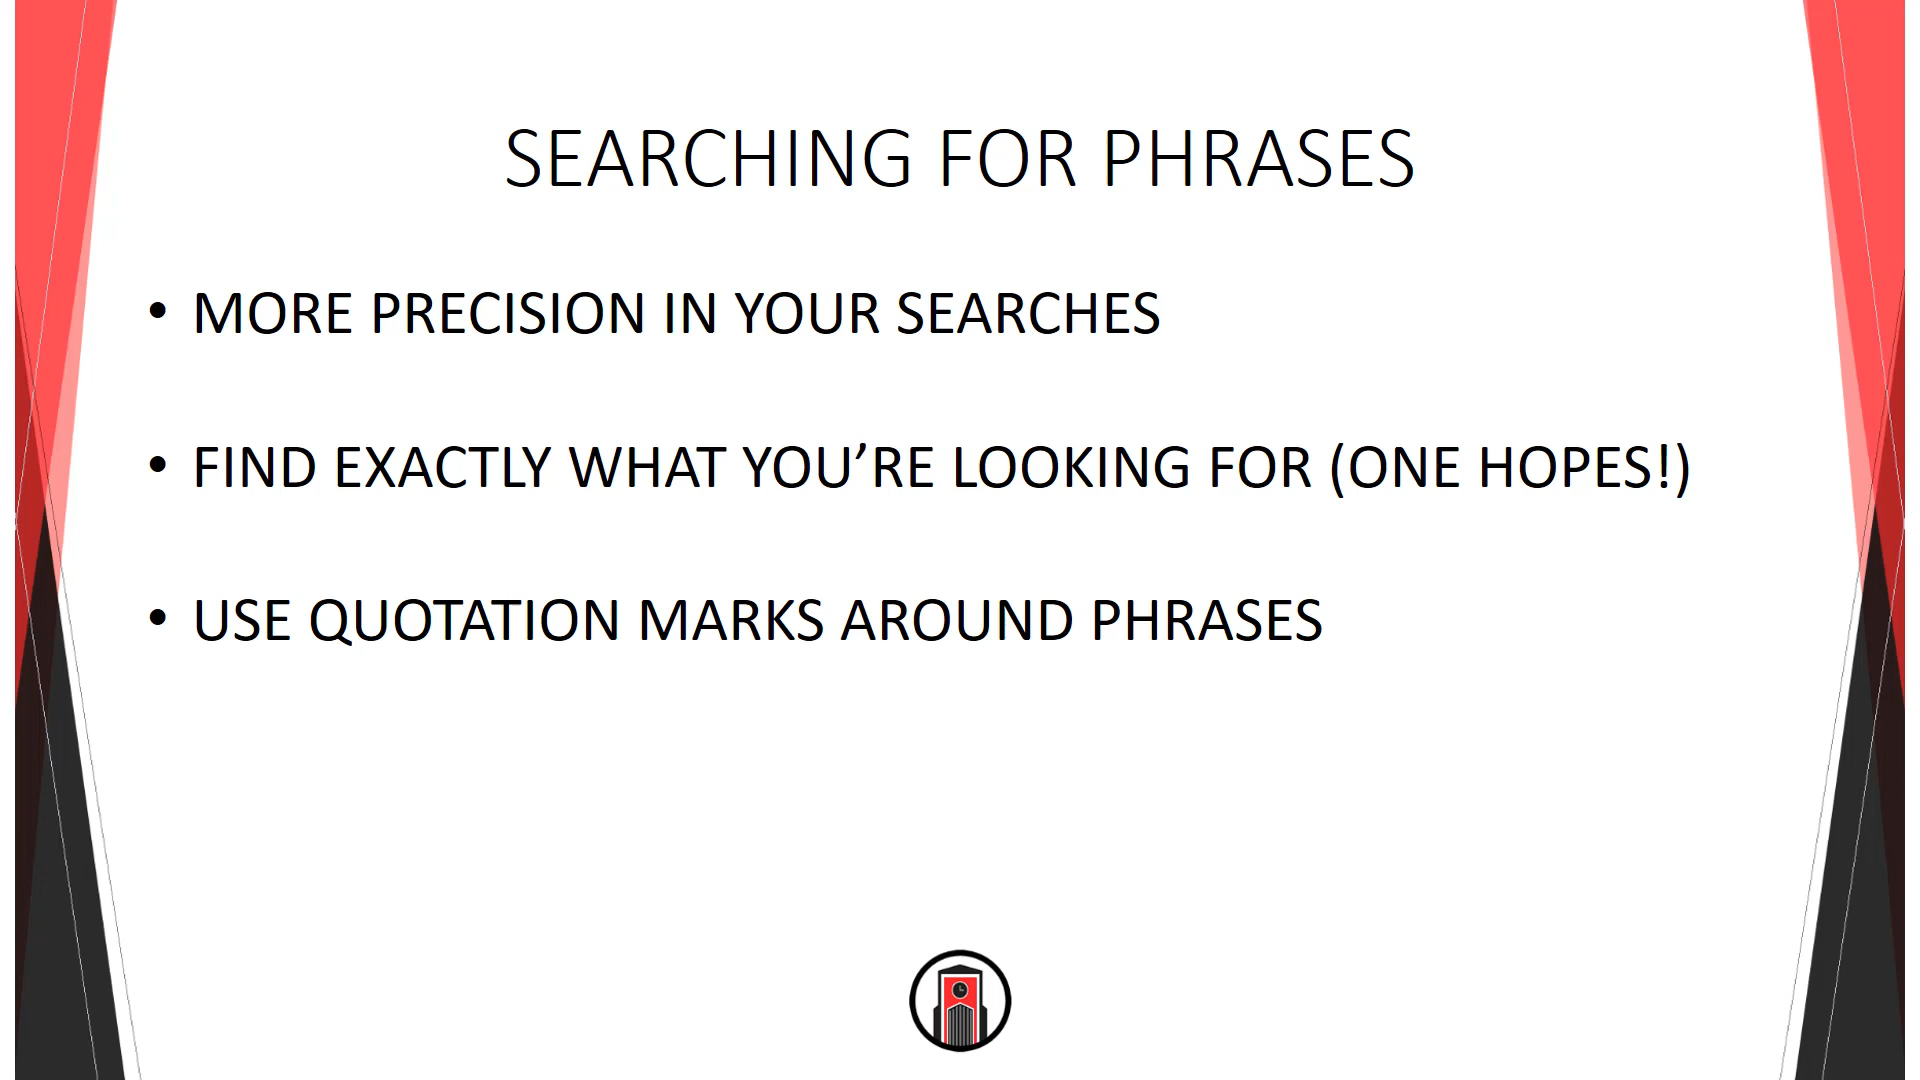 SEARCHING FOR PHRASES
• MORE PRECISION IN YOUR SEARCHES
• FIND EXACTLY WHAT YOU’RE LOOKING FOR (ONE HOPES!)
• USE QUOTATION MARKS AROUND PHRASES